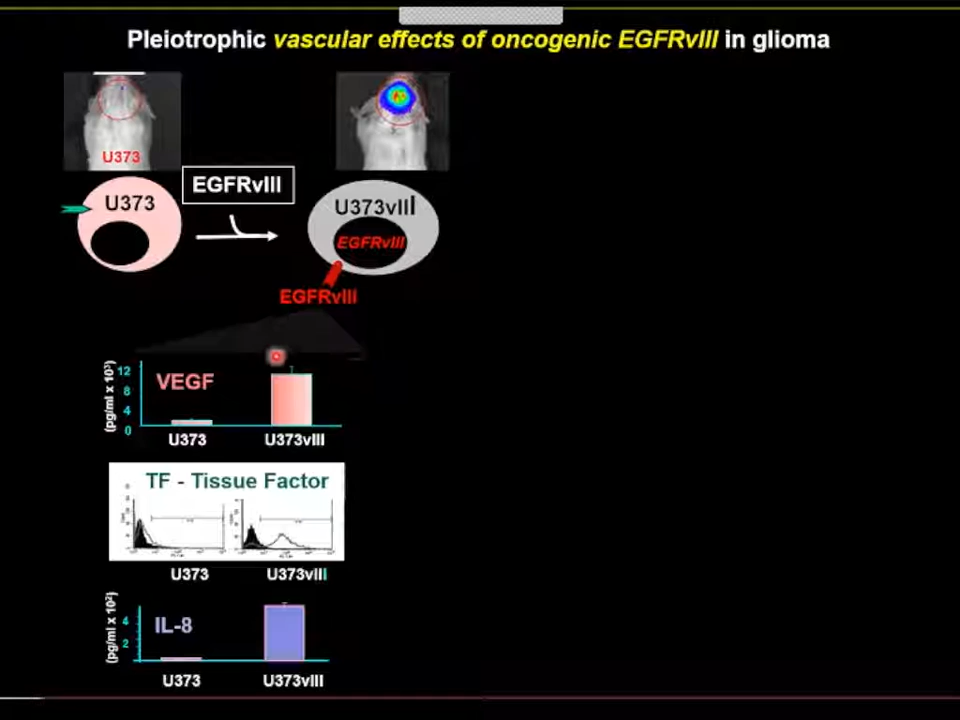 Pleiotrophic vascular effects of oncogenic EGFRvIII in glioma
U373
EGFRvIII
U373
U373vIII
EGFRvIII
EGFRvIII
(pg/ml x 10³)
12
8
4
0
VEGF
U373
U373vIII
TF - Tissue Factor
U373
U373vIII
(pg/ml x 10²)
4
2
IL-8
U373
U373vIII